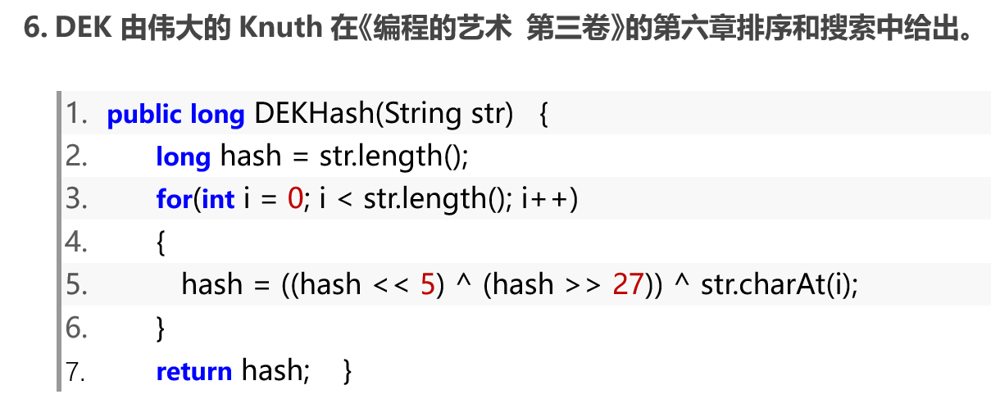 6. DEK 由伟大的 Knuth 在《编程的艺术 第三卷》的第六章排序和搜索中给出。
1. public long DEKHash(String str) {
2. long hash = str.length();
3. for(int i = 0; i < str.length(); i++)
4. {
5. hash = ((hash << 5) ^ (hash >> 27)) ^ str.charAt(i);
6. }
7. return hash; }